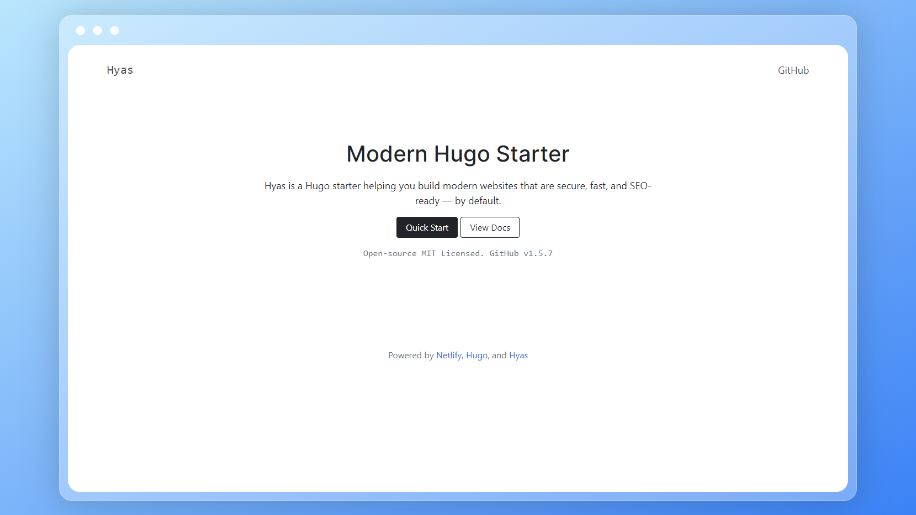 Hyas
GitHub
Modern Hugo Starter
Hyas is a Hugo starter helping you build modern websites that are secure, fast, and SEO-
ready — by default.
Quick Start
View Docs
Open-source MIT Licensed. GitHub v1.5.7
Powered by Netlify, Hugo, and Hyas